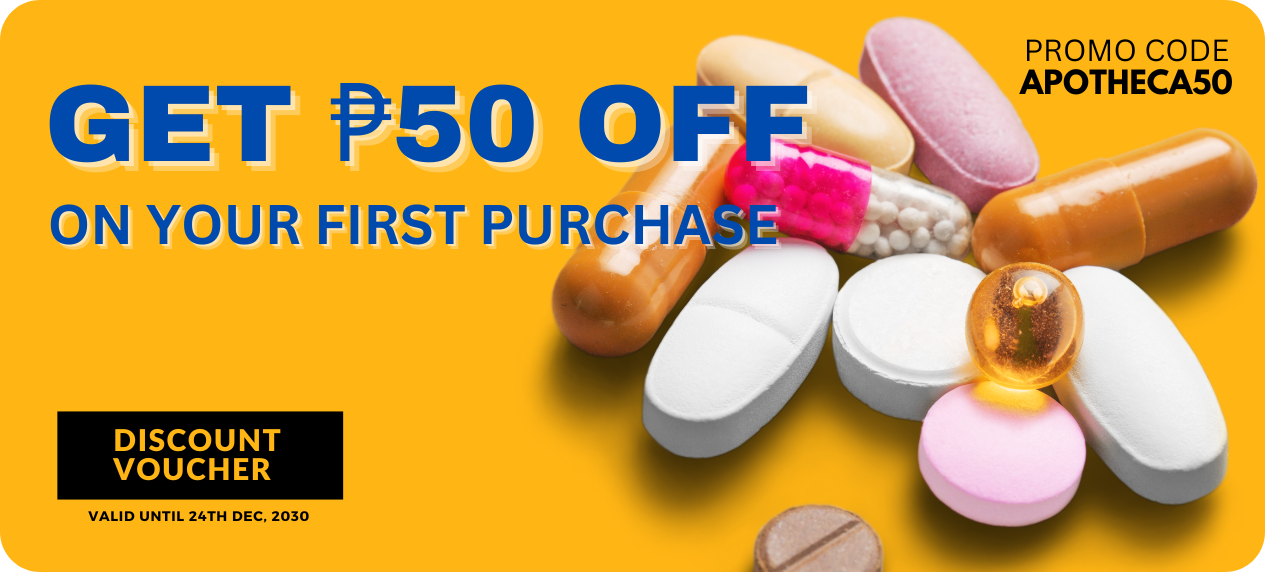 GET ₱50 OFF
ON YOUR FIRST PURCHASE
PROMO CODE
APOTHECA50
DISCOUNT
VOUCHER
VALID UNTIL 24TH DEC, 2030